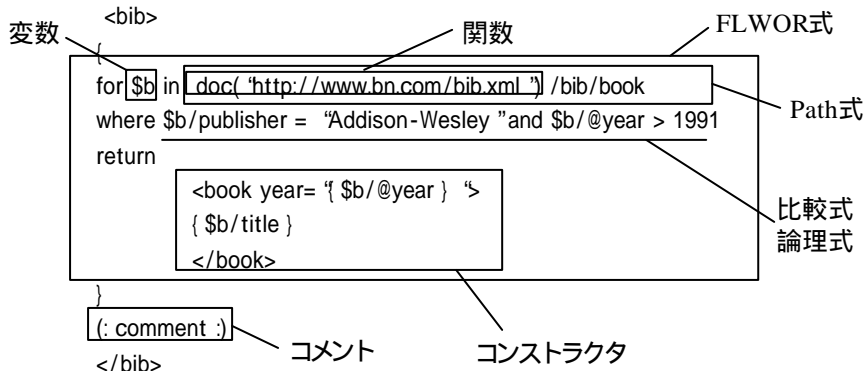 <bib>
変数
関数
FLWOR式
{
for $b in doc( “http://www.bn.com/bib.xml ”) /bib/book
Path式
where $b/publisher = “Addison-Wesley ”and $b/@year > 1991
return
<book year= “{ $b/@year } “>
{ $b/title }
</book>
比較式
論理式
}
(: comment :)
コメント
コンストラクタ
</bib>